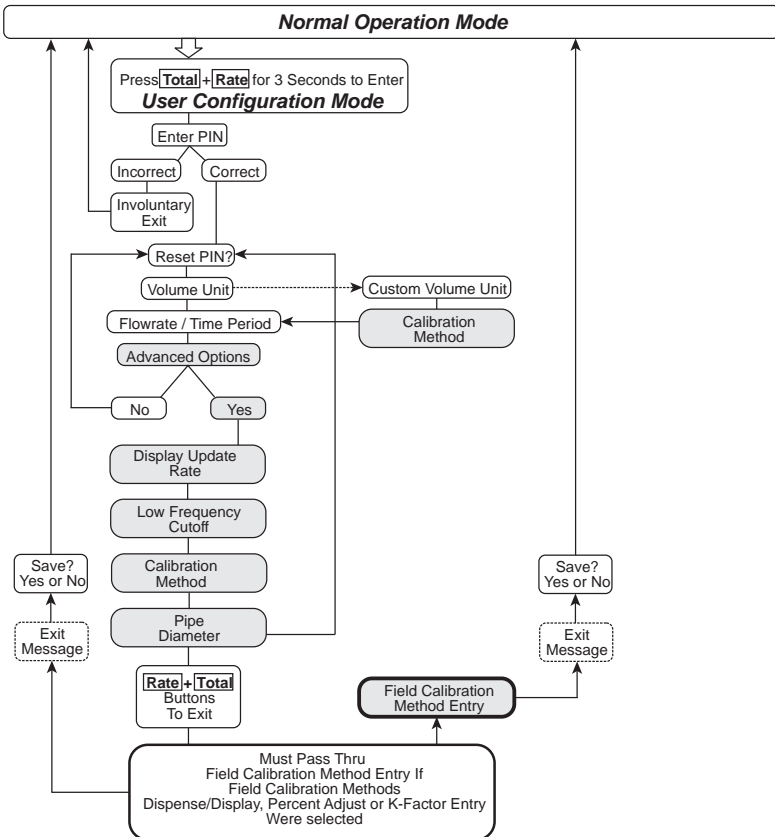 Normal Operation Mode
Press Total + Rate for 3 Seconds to Enter
User Configuration Mode
Enter PIN
Incorrect
Correct
Involuntary
Exit
Reset PIN?
Volume Unit
Custom Volume Unit
Flowrate / Time Period
Calibration
Method
Advanced Options
No
Yes
Display Update
Rate
Low Frequency
Cutoff
Calibration
Method
Pipe
Diameter
Save?
Yes or No
Exit
Message
Rate + Total
Buttons
To Exit
Save?
Yes or No
Exit
Message
Field Calibration
Method Entry
Must Pass Thru
Field Calibration Method Entry If
Field Calibration Methods
Dispense/Display, Percent Adjust or K-Factor Entry
Were selected